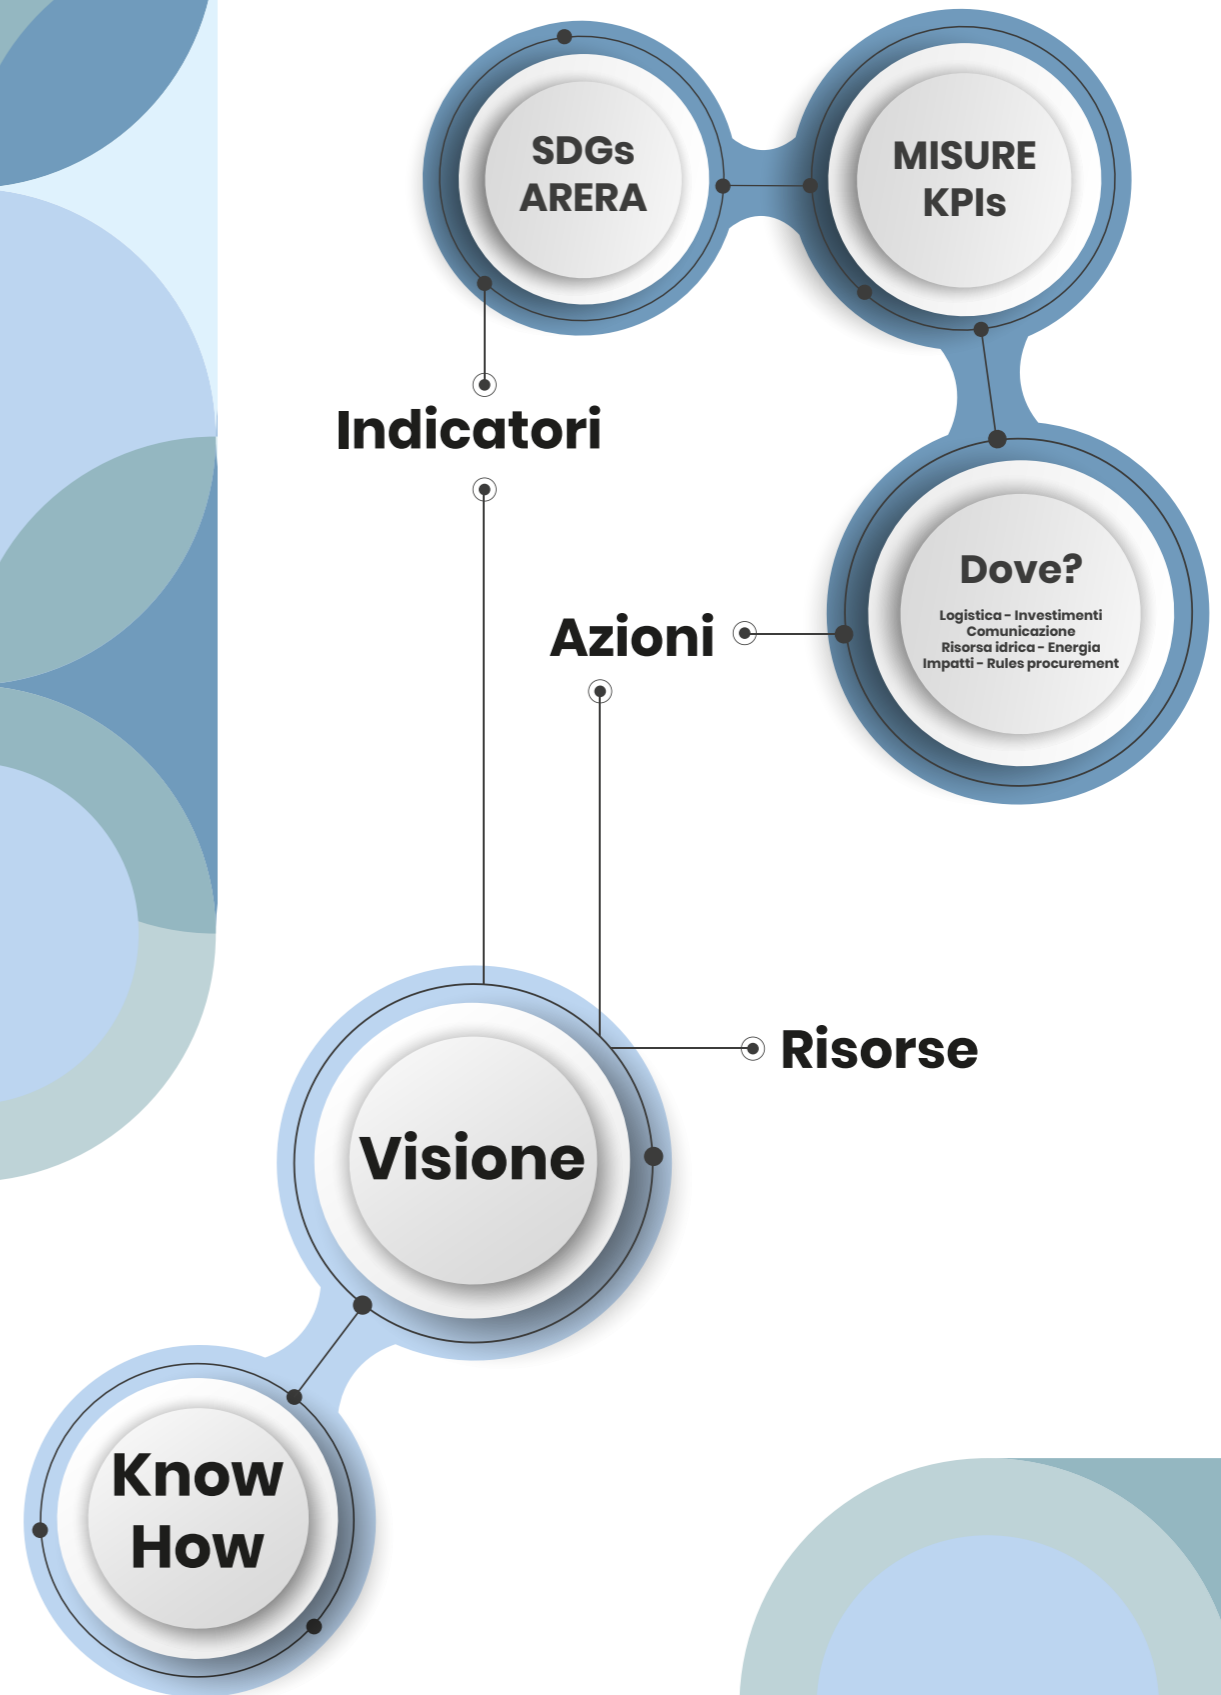 SDGs
ARERA
MISURE
KPIs
Indicatori
Dove?
Logistica - Investimenti
Comunicazione
Risorsa idrica - Energia
Impatti - Rules procurement
Azioni
Risorse
Visione
Know
How